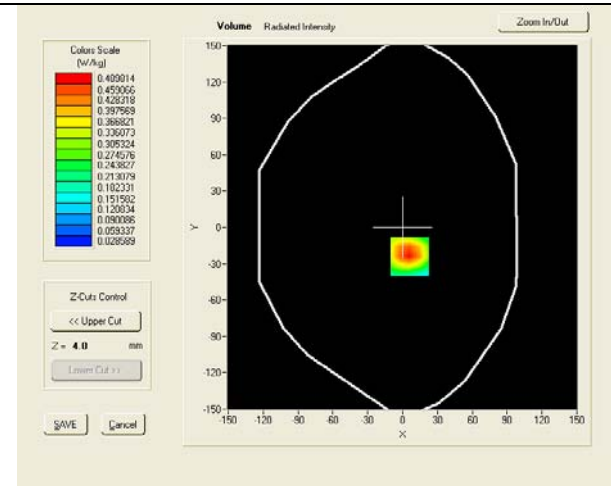 Volume Radiated Intensity
Zoom In/Out
Colors Scale
(W/kg)
0.489814
0.459066
0.428318
0.397569
0.366821
0.336073
0.305324
0.274576
0.243827
0.213079
0.182331
0.151582
0.120834
0.090086
0.059337
0.028589
Z-Cuts Control
<< Upper Cut
Z = 4.0 mm
Lower Cut >>
SAVE Cancel
150
120
90
60
30
0
-30
-60
-90
-120
-150
Y
-150 -120 -90 -60 -30 0 30 60 90 120 150
X